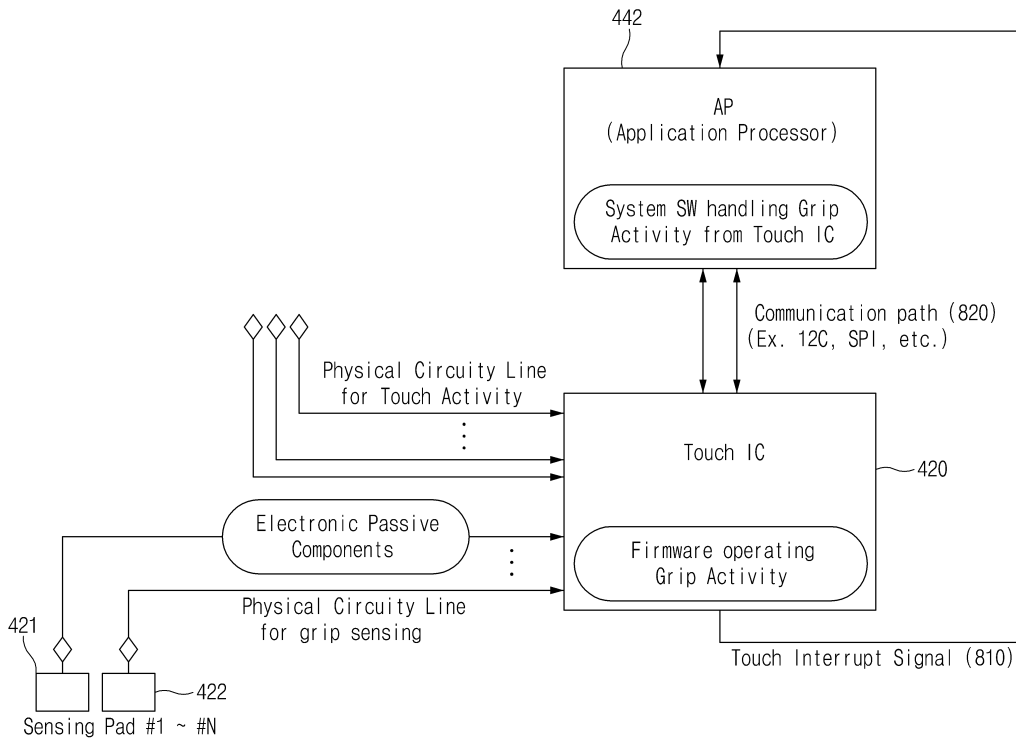 442
AP
(Application Processor)
System SW handling Grip
Activity from Touch IC
Communication path (820)
(Ex. 12C, SPI, etc.)
Physical Circuity Line
for Touch Activity
Touch IC
420
Electronic Passive
Components
Firmware operating
Grip Activity
Physical Circuity Line
for grip sensing
421
422
Touch Interrupt Signal (810)
Sensing Pad #1 ~ #N